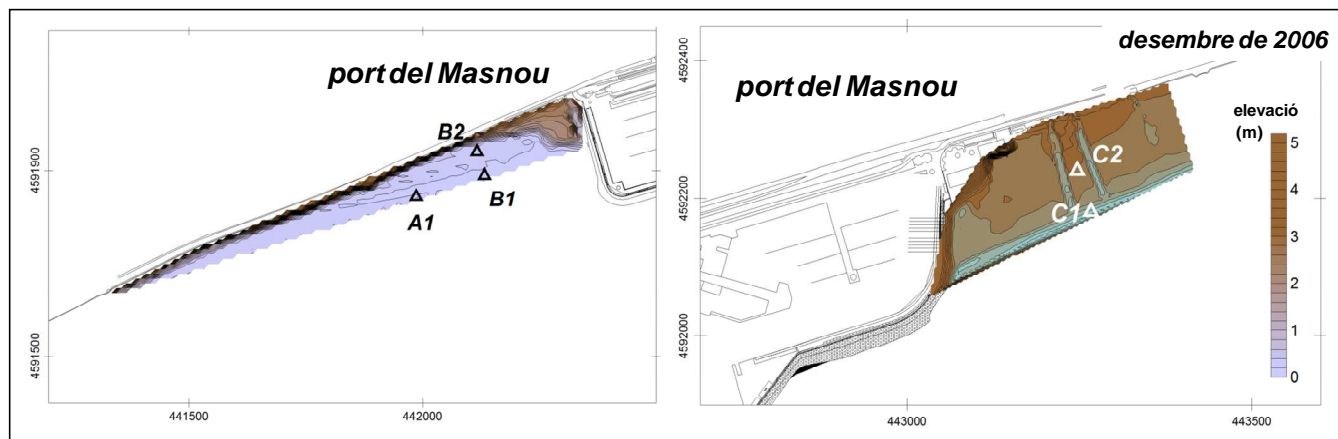 port del Masnou
B2
B1
A1
4591900
4591500
441500
442000
desembre de 2006
port del Masnou
4592400
4592200
4592000
C2
C1
443000
443500
elevació
(m)
5
4
3
2
1
0